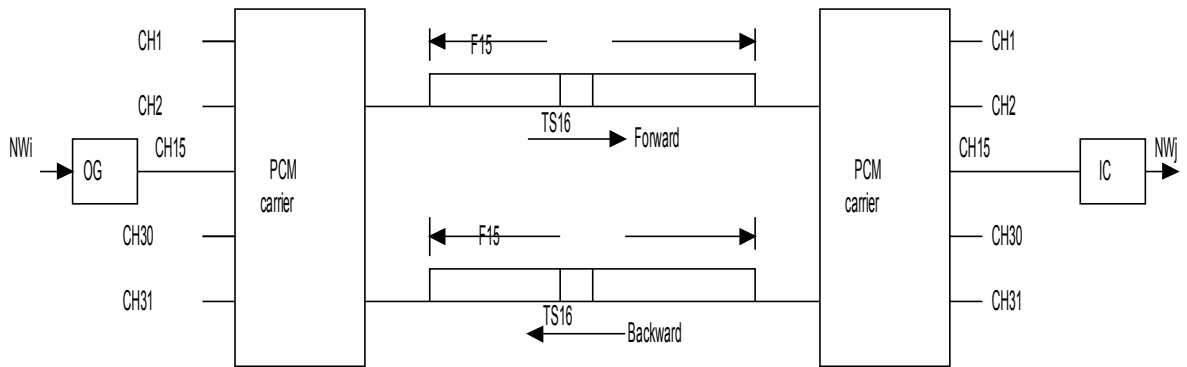 CH1
F15
CH1
CH2
CH2
TS16
Forward
NWi
OG
CH15
PCM
carrier
PCM
carrier
CH15
IC
NWj
CH30
F15
CH30
CH31
CH31
TS16
Backward